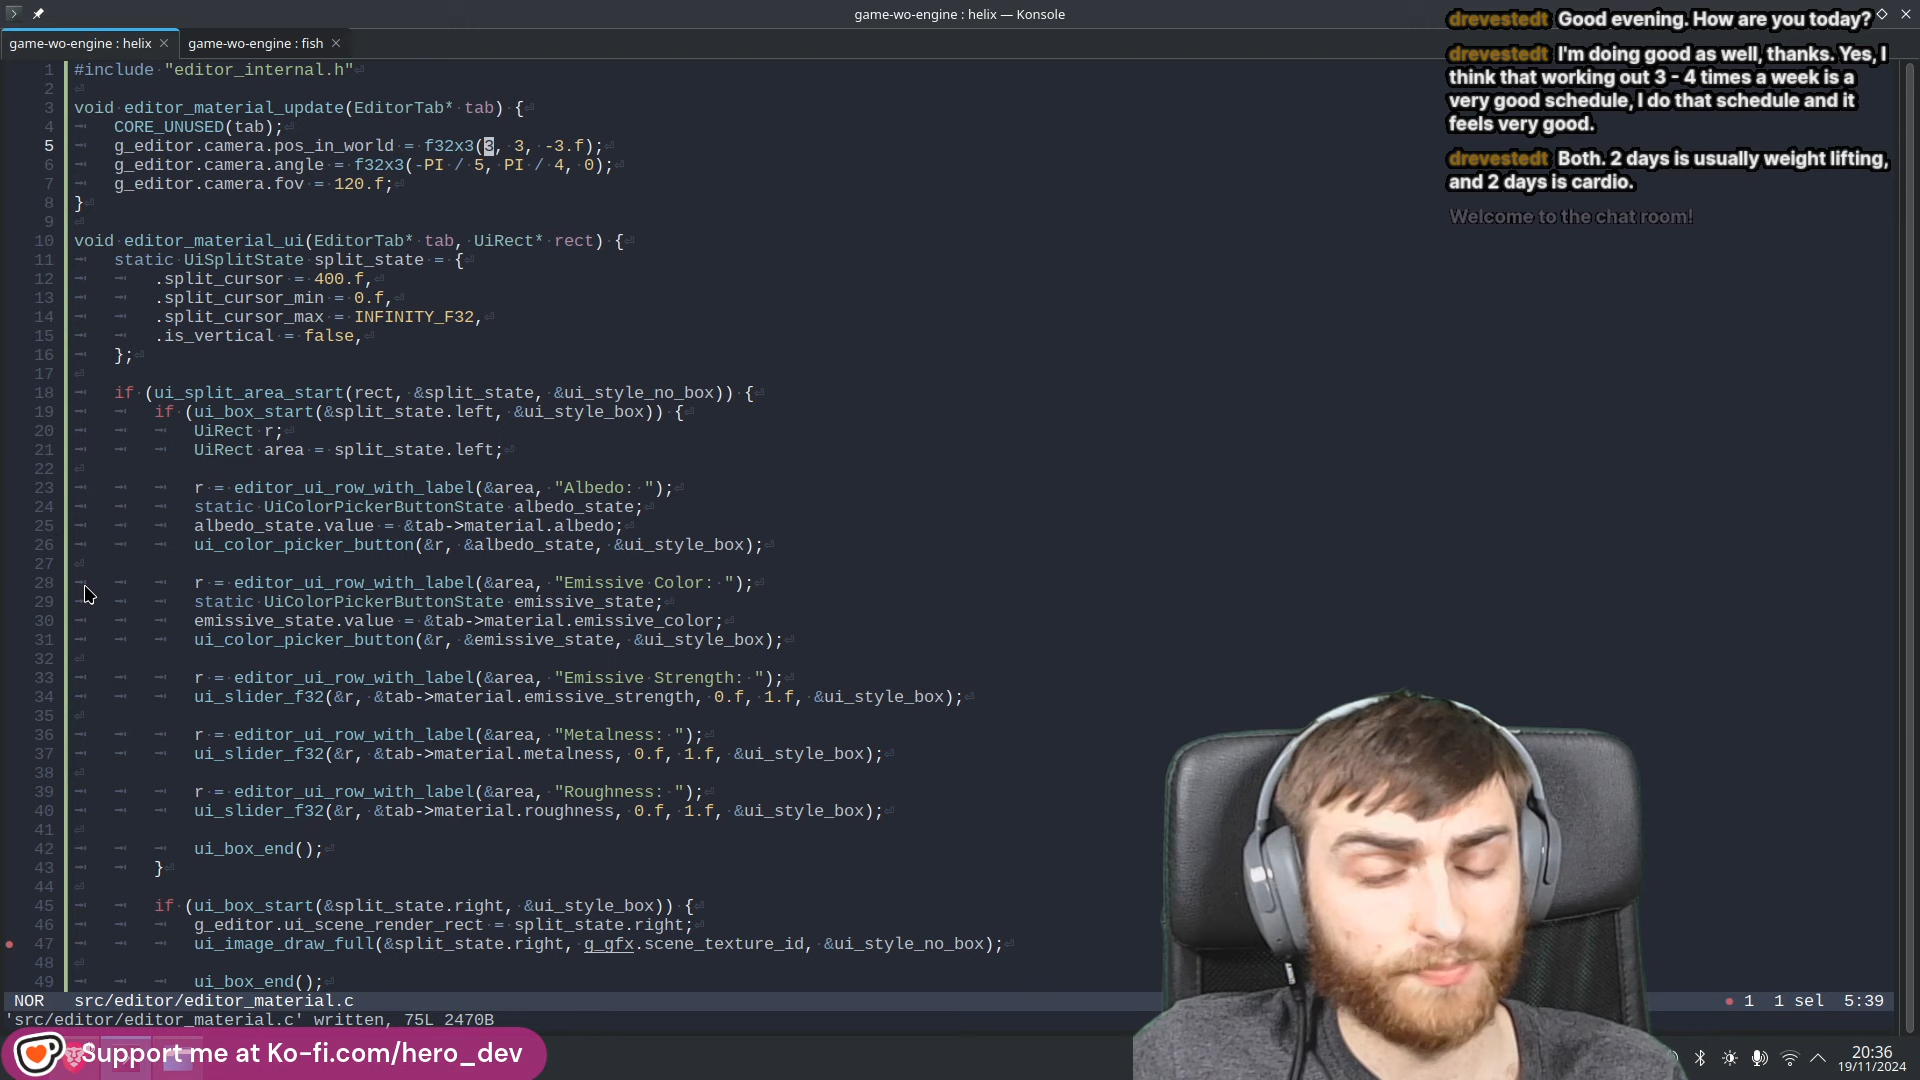 game-wo-engine : helix — Konsole
game-wo-engine : helix
game-wo-engine : fish
1 #include "editor_internal.h"
2
3 void editor_material_update(EditorTab* tab) {
4 CORE_UNUSED(tab);
5 g_editor.camera.pos_in_world = f32x3(3, 3, -3.f);
6 g_editor.camera.angle = f32x3(-PI / 5, PI / 4, 0);
7 g_editor.camera.fov = 120.f;
8 }
9
10 void editor_material_ui(EditorTab* tab, UiRect* rect) {
11 static UiSplitState split_state = {
12 .split_cursor = 400.f,
13 .split_cursor_min = 0.f,
14 .split_cursor_max = INFINITY_F32,
15 .is_vertical = false,
16 };
17
18 if (ui_split_area_start(rect, &split_state, &ui_style_no_box)) {
19 if (ui_box_start(&split_state.left, &ui_style_box)) {
20 UiRect r;
21 UiRect area = split_state.left;
22
23 r = editor_ui_row_with_label(&area, "Albedo: ");
24 static UiColorPickerButtonState albedo_state;
25 albedo_state.value = &tab->material.albedo;
26 ui_color_picker_button(&r, &albedo_state, &ui_style_box);
27
28 r = editor_ui_row_with_label(&area, "Emissive Color: ");
29 static UiColorPickerButtonState emissive_state;
30 emissive_state.value = &tab->material.emissive_color;
31 ui_color_picker_button(&r, &emissive_state, &ui_style_box);
32
33 r = editor_ui_row_with_label(&area, "Emissive Strength: ");
34 ui_slider_f32(&r, &tab->material.emissive_strength, 0.f, 1.f, &ui_style_box);
35
36 r = editor_ui_row_with_label(&area, "Metalness: ");
37 ui_slider_f32(&r, &tab->material.metalness, 0.f, 1.f, &ui_style_box);
38
39 r = editor_ui_row_with_label(&area, "Roughness: ");
40 ui_slider_f32(&r, &tab->material.roughness, 0.f, 1.f, &ui_style_box);
41
42 ui_box_end();
43 }
44
45 if (ui_box_start(&split_state.right, &ui_style_box)) {
46 g_editor.ui_scene_render_rect = split_state.right;
47 ui_image_draw_full(&split_state.right, g_gfx.scene_texture_id, &ui_style_no_box);
48
49 ui_box_end();
NOR src/editor/editor_material.c
1 1 sel 5:39
'src/editor/editor_material.c' written, 75L 2470B
Support me at Ko-fi.com/hero_dev
drevestedt Good evening. How are you today?
drevestedt I'm doing good as well, thanks. Yes, I
think that working out 3 - 4 times a week is a
very good schedule, I do that schedule and it
feels very good.
drevestedt Both. 2 days is usually weight lifting,
and 2 days is cardio.
Welcome to the chat room!
20:36
19/11/2024